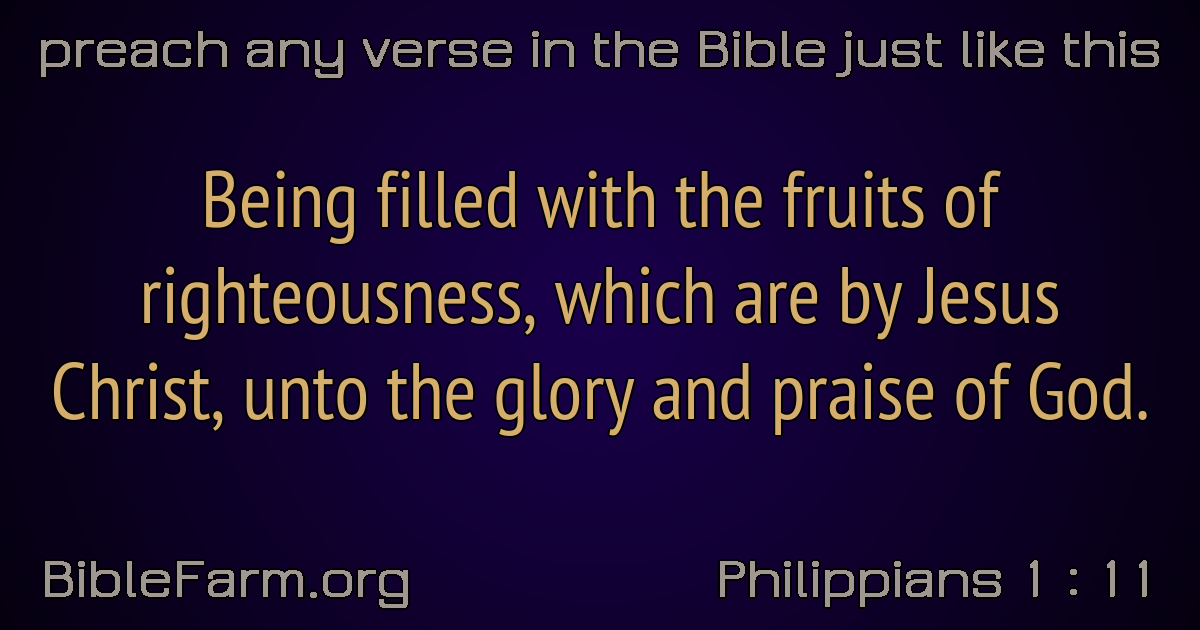 preach any verse in the Bible just like this
Being filled with the fruits of
righteousness, which are by Jesus
Christ, unto the glory and praise of God.
BibleFarm.org
Philippians 1 : 11